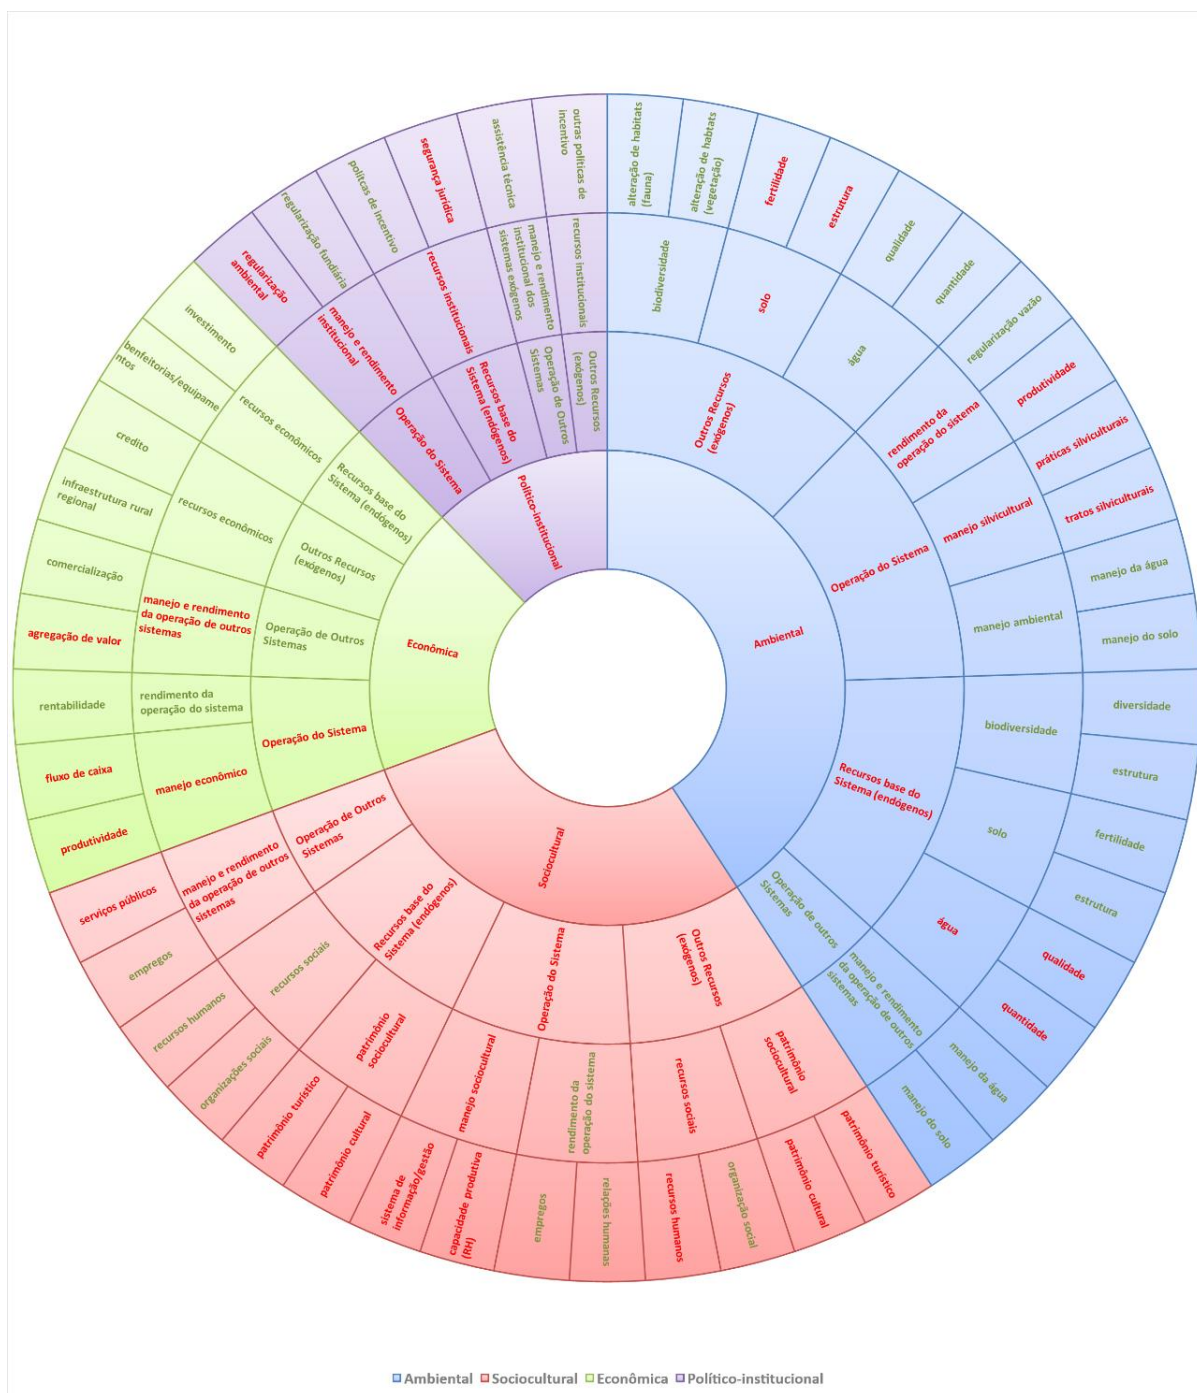 Ambiental
Outros Recursos
(exógenos)
biodiversidade
alteração de habitats
(fauna)
alteração de habtats
(vegetação)
solo
fertilidade
estrutura
água
qualidade
quantidade
Operação do Sistema
rendimento da
operação do sistema
regularização vazão
produtividade
manejo silvicultural
práticas silviculturais
tratos silviculturais
manejo ambiental
manejo da água
manejo do solo
Recursos base do
Sistema (endógenos)
biodiversidade
diversidade
estrutura
solo
fertilidade
estrutura
água
qualidade
quantidade
Operação de outros
Sistemas
manejo e rendimento
da operação de outros
sistemas
manejo da água
manejo do solo
Sociocultural
Outros Recursos
(exógenos)
patrimônio
sociocultural
patrimônio turístico
patrimônio cultural
recursos sociais
organização social
recursos humanos
Operação do Sistema
rendimento da
operação do sistema
relações humanas
empregos
manejo sociocultural
capacidade produtiva
(RH)
sistema de
informação/gestão
Recursos base do
Sistema (endógenos)
patrimônio
sociocultural
patrimônio cultural
patrimônio turístico
recursos sociais
organizações sociais
recursos humanos
Operação de Outros
Sistemas
manejo e rendimento
da operação de outros
sistemas
empregos
serviços públicos
Econômica
Operação do Sistema
manejo econômico
produtividade
fluxo de caixa
rendimento da
operação do sistema
rentabilidade
Operação de Outros
Sistemas
manejo e rendimento
da operação de outros
sistemas
agregação de valor
comercialização
Outros Recursos
(exógenos)
recursos econômicos
infraestrutura rural
regional
credito
Recursos base do
Sistema (endógenos)
recursos econômicos
benfeitorias/equipame
ntos
investimento
Político-institucional
Operação do Sistema
manejo e rendimento
institucional
regularização
ambiental
regularização fundiária
Recursos base do
Sistema (endógenos)
recursos institucionais
politcas de incentivo
segurança jurídica
Operação de Outros
Sistemas
manejo e rendimento
institucional dos
sistemas exógenos
assistência técnica
Outros Recursos
(exógenos)
recursos institucionais
outras políticas de
incentivo
Ambiental Sociocultural Econômica Político-institucional